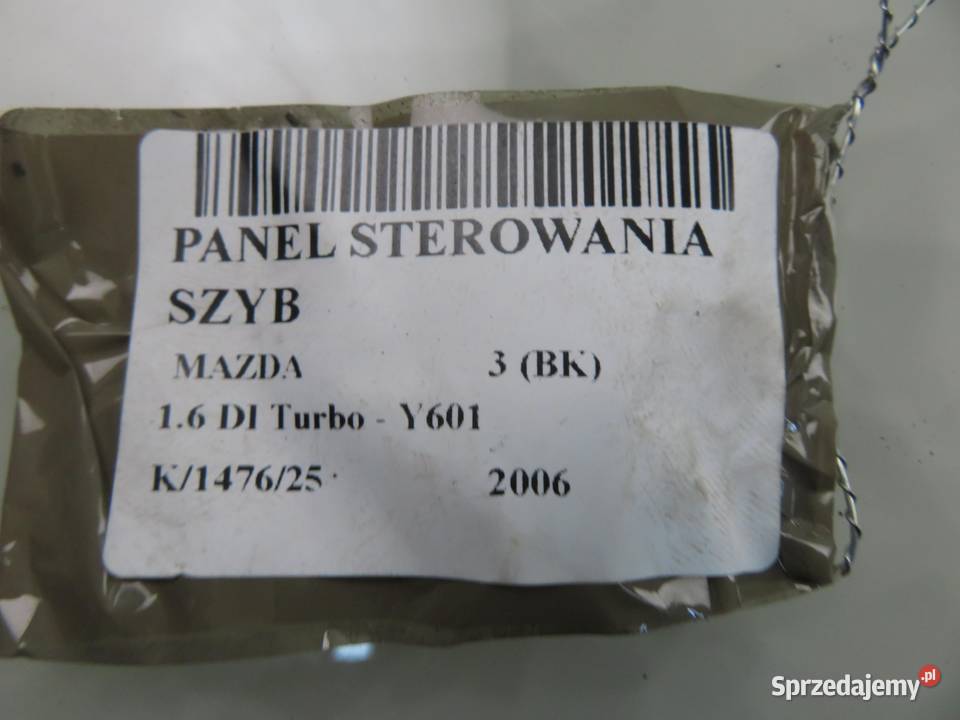 PANEL STEROWANIA
SZYB
MAZDA 3 (BK)
1.6 DI Turbo - Y601
K/1476/25 2006
Sprzedajemy.pl